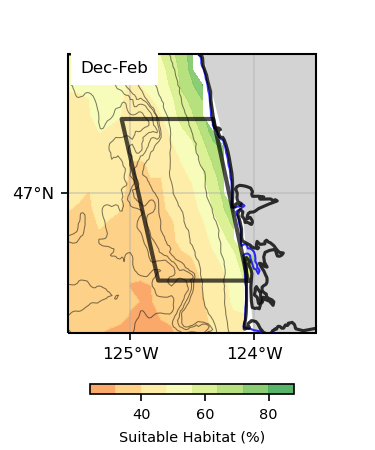 Dec-Feb
47°N
125°W 124°W
40 60 80
Suitable Habitat (%)